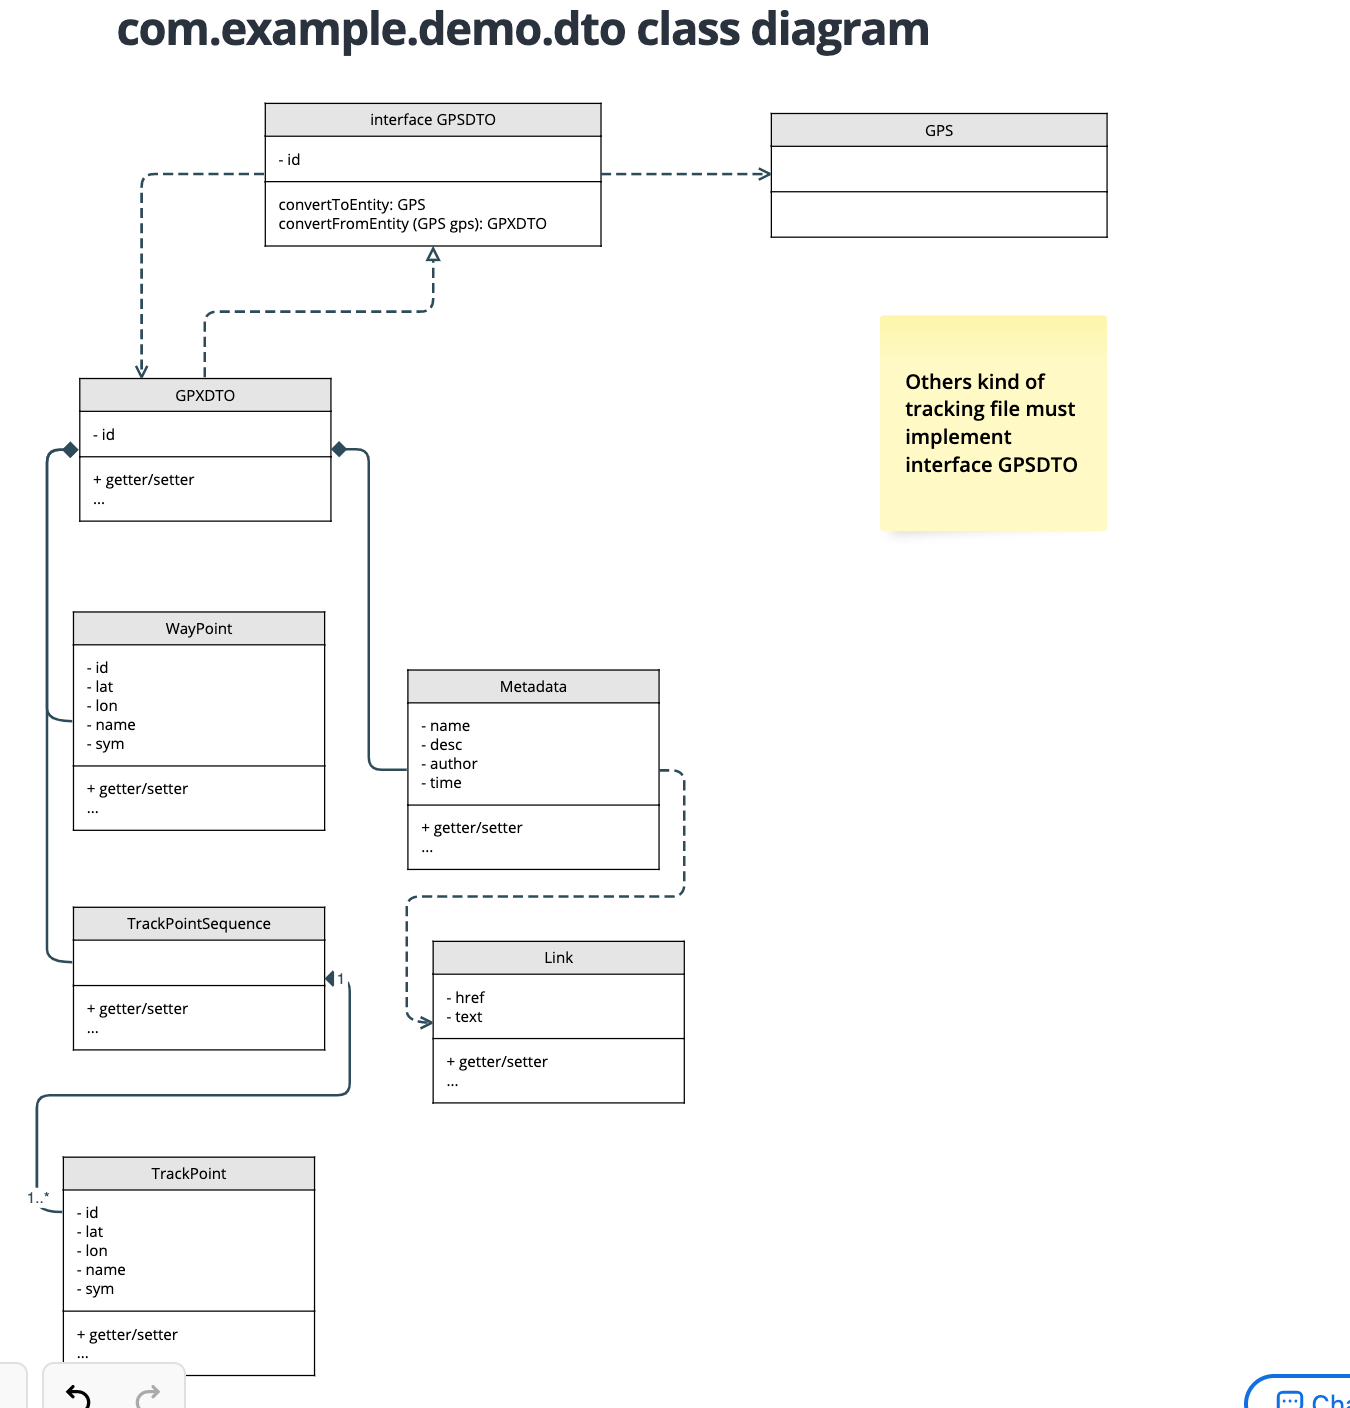 com.example.demo.dto class diagram
interface GPSDTO
- id
convertToEntity: GPS
convertFromEntity (GPS gps): GPXDTO
GPS
Others kind of
tracking file must
implement
interface GPSDTO
GPXDTO
- id
+ getter/setter
...
WayPoint
- id
- lat
- lon
- name
- sym
+ getter/setter
...
Metadata
- name
- desc
- author
- time
+ getter/setter
...
TrackPointSequence
1
+ getter/setter
...
Link
- href
- text
+ getter/setter
...
TrackPoint
1..*
- id
- lat
- lon
- name
- sym
+ getter/setter
...